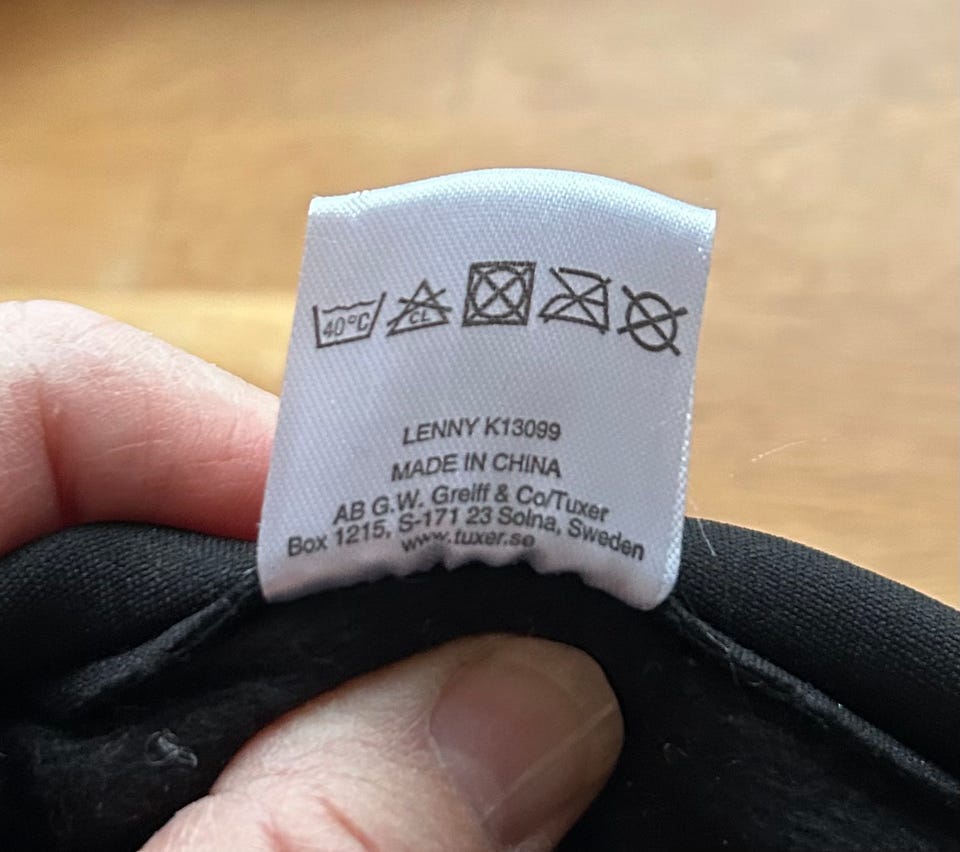 40°C CL
LENNY K13099
MADE IN CHINA
AB G.W. Greiff & Co/Tuxer
Box 1215, S-171 23 Solna, Sweden
www.tuxer.se